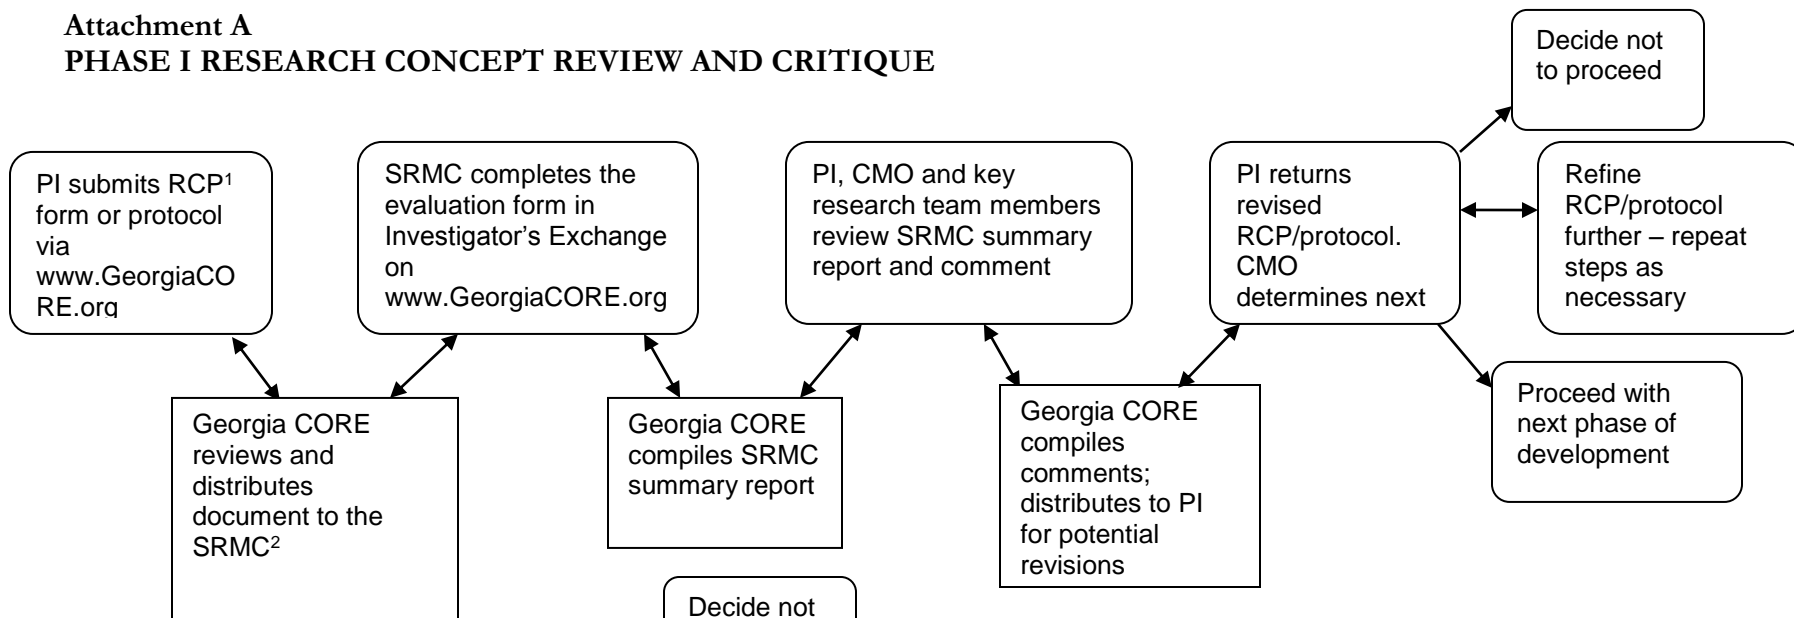 Attachment A
PHASE I RESEARCH CONCEPT REVIEW AND CRITIQUE
Decide not
to proceed
PI submits RCP¹
form or protocol
via
www.GeorgiaCO
RE.org
SRMC completes the
evaluation form in
Investigator’s Exchange
on
www.GeorgiaCORE.org
PI, CMO and key
research team members
review SRMC summary
report and comment
PI returns
revised
RCP/protocol.
CMO
determines next
Refine
RCP/protocol
further – repeat
steps as
necessary
Georgia CORE
reviews and
distributes
document to the
SRMC²
Georgia CORE
compiles SRMC
summary report
Georgia CORE
compiles
comments;
distributes to PI
for potential
revisions
Proceed with
next phase of
development
Decide not